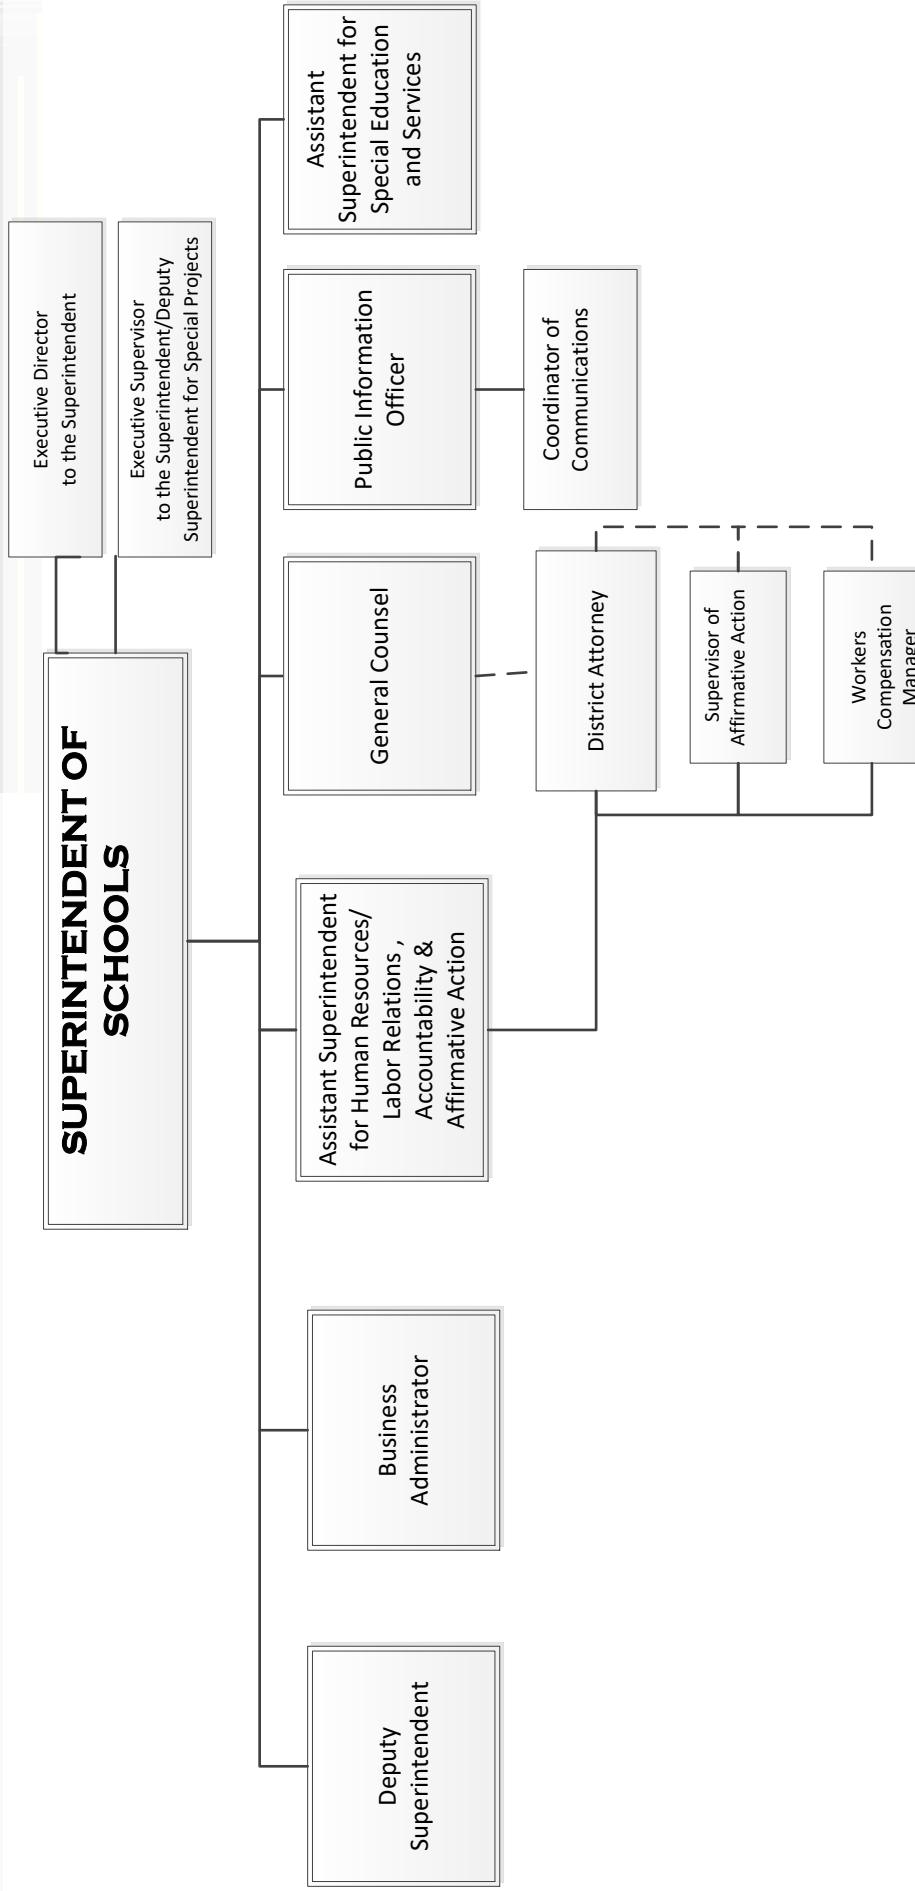 SUPERINTENDENT OF
SCHOOLS
Executive Director
to the Superintendent
Executive Supervisor
to the Superintendent/Deputy
Superintendent for Special Projects
Deputy
Superintendent
Business
Administrator
Assistant Superintendent
for Human Resources/
Labor Relations ,
Accountability &
Affirmative Action
General Counsel
Public Information
Officer
Assistant
Superintendent for
Special Education
and Services
District Attorney
Coordinator of
Communications
Supervisor of
Affirmative Action
Workers
Compensation
Manager